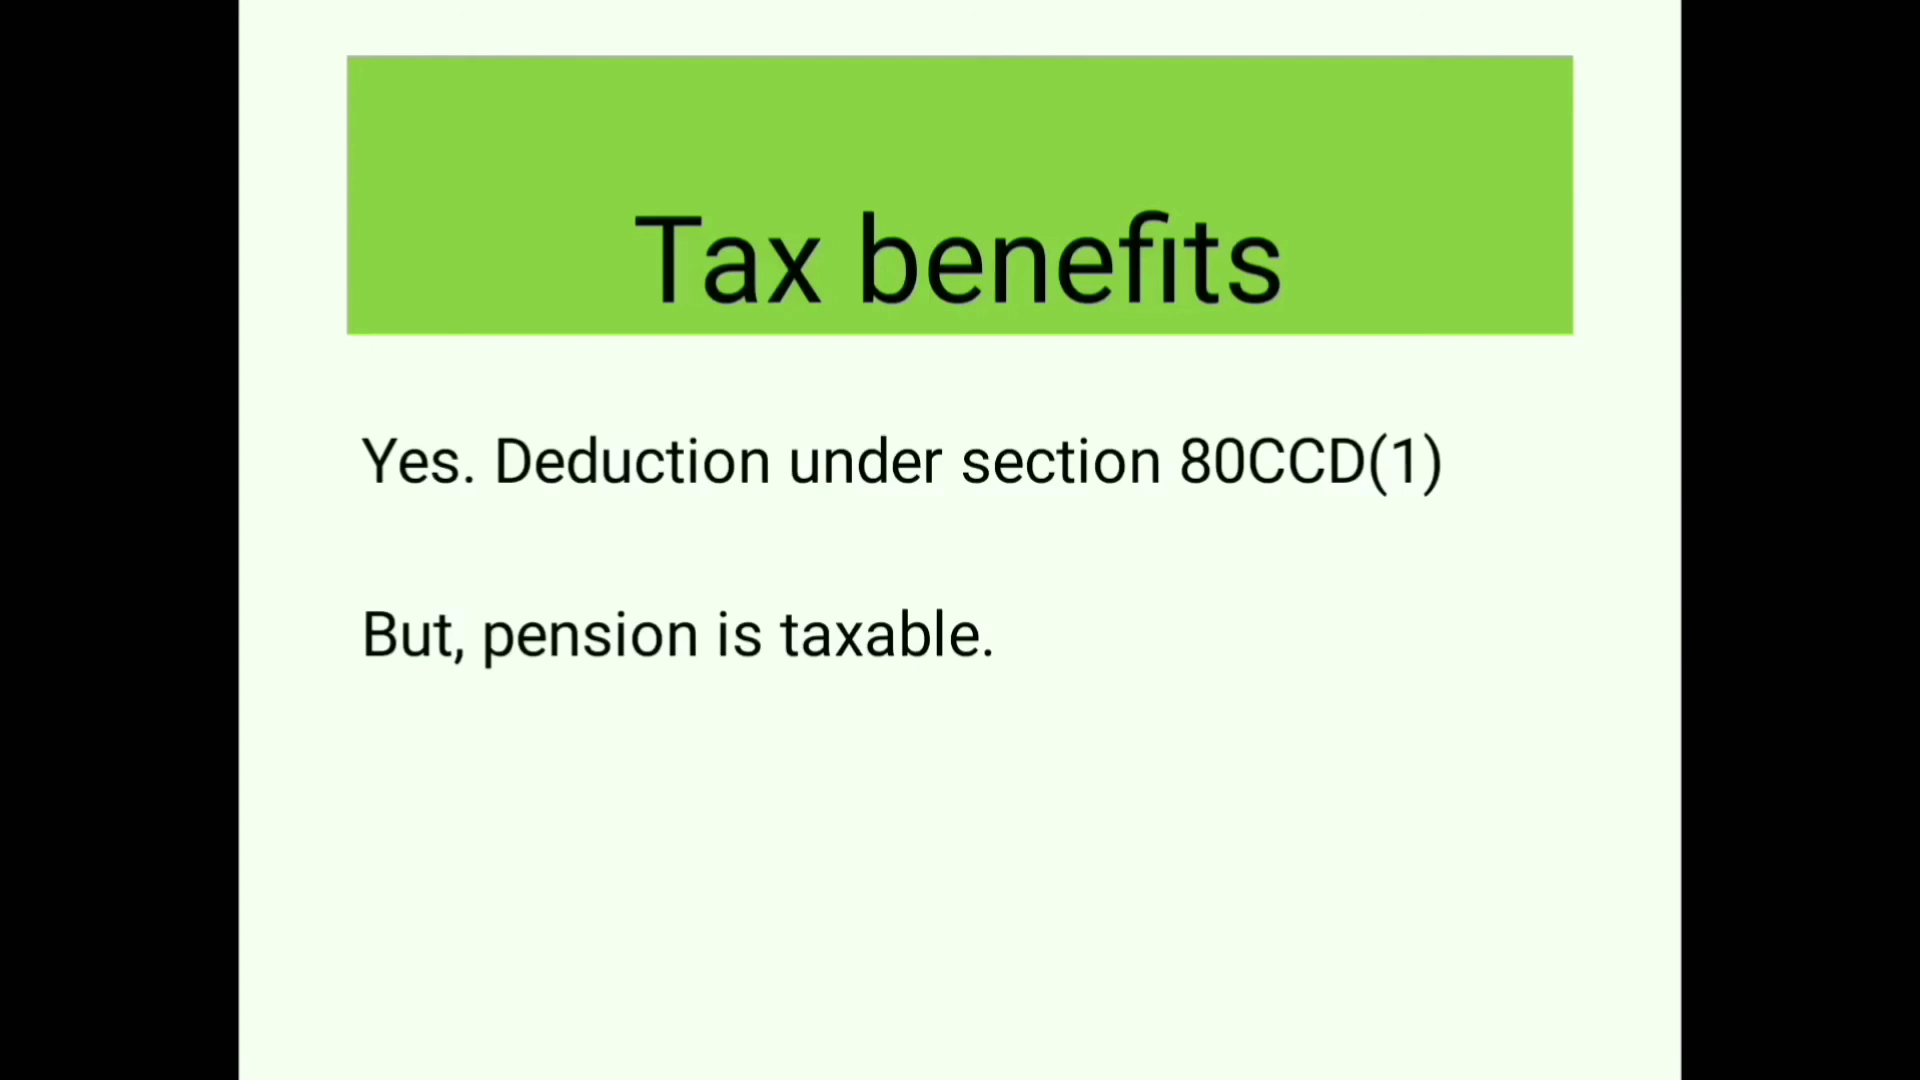 Tax benefits
Yes. Deduction under section 80CCD(1)
But, pension is taxable.